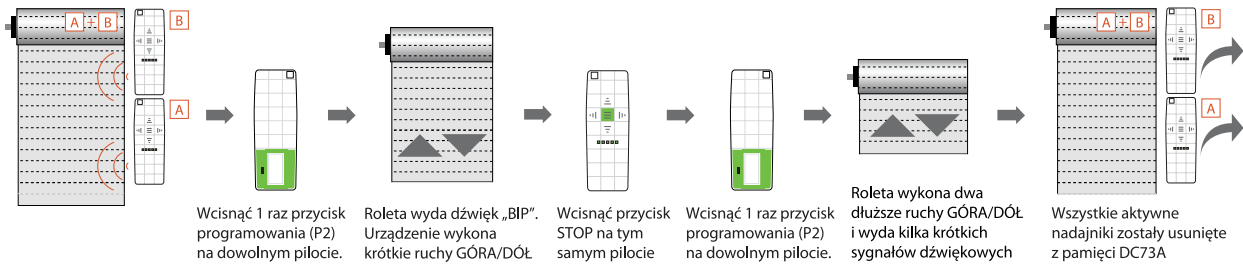 A + B
B
A
Wcisnąć 1 raz przycisk
programowania (P2)
na dowolnym pilocie.
Roleta wyda dźwięk „BIP”.
Urządzenie wykona
krótkie ruchy GÓRA/DÓŁ
Wcisnąć przycisk
STOP na tym
samym pilocie
Wcisnąć 1 raz przycisk
programowania (P2)
na dowolnym pilocie.
Roleta wykona dwa
dłuższe ruchy GÓRA/DÓŁ
i wyda kilka krótkich
sygnałów dźwiękowych
A + B
B
A
Wszystkie aktywne
nadajniki zostały usunięte
z pamięci DC73A